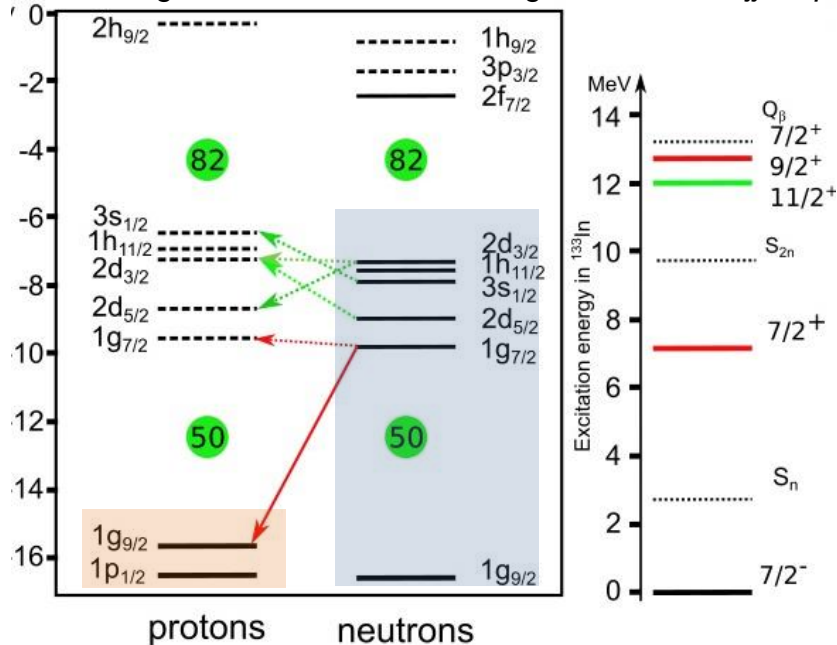 0
-2
-4
-6
-8
-10
-12
-14
-16
2h9/2
82
3s1/2
1h11/2
2d3/2
2d5/2
1g7/2
50
1g9/2
1p1/2
protons
1h9/2
3p3/2
2f7/2
82
2d3/2
1h11/2
3s1/2
2d5/2
1g7/2
50
1g9/2
neutrons
MeV
Excitation energy in 133In
14
12
10
8
6
4
2
0
Qβ
7/2+
9/2+
11/2+
S2n
7/2+
Sn
7/2-